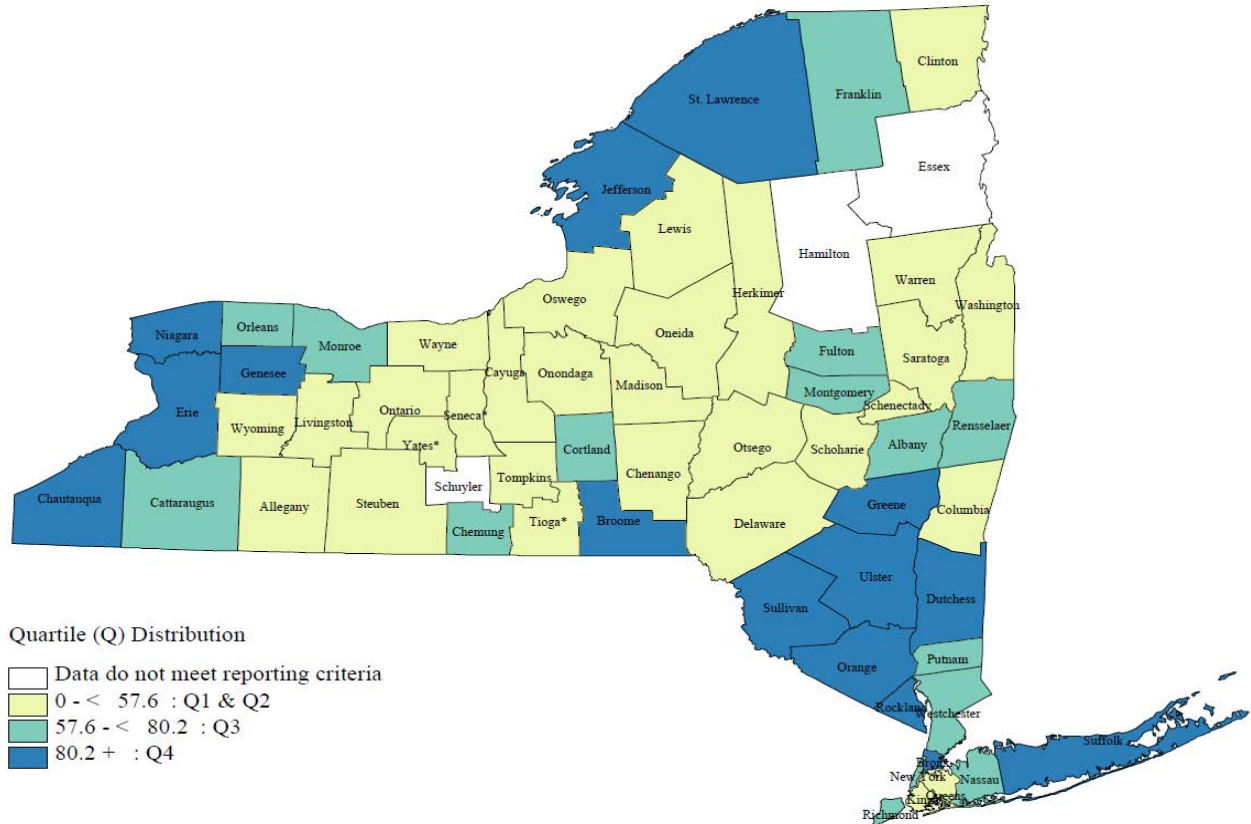 Clinton
Franklin
St. Lawrence
Essex
Jefferson
Lewis
Hamilton
Warren
Oswego
Herkimer
Washington
Orleans
Niagara
Oneida
Wayne
Monroe
Fulton
Saratoga
Genesee
Cayuga
Onondaga
Madison
Montgomery
Schenectady
Erie
Ontario
Seneca*
Livingston
Wyoming
Rensselaer
Yates*
Cortland
Otsego
Schoharie
Albany
Chenango
Tompkins
Schuyler
Chautauqua
Cattaraugus
Allegany
Steuben
Greene
Columbia
Chemung
Tioga*
Broome
Delaware
Ulster
Dutchess
Sullivan
Putnam
Orange
Rockland
Westchester
Suffolk
Bronx
New York
Nassau
Queens
Kings
Richmond
Quartile (Q) Distribution
Data do not meet reporting criteria
0 - < 57.6 : Q1 & Q2
57.6 - < 80.2 : Q3
80.2 + : Q4